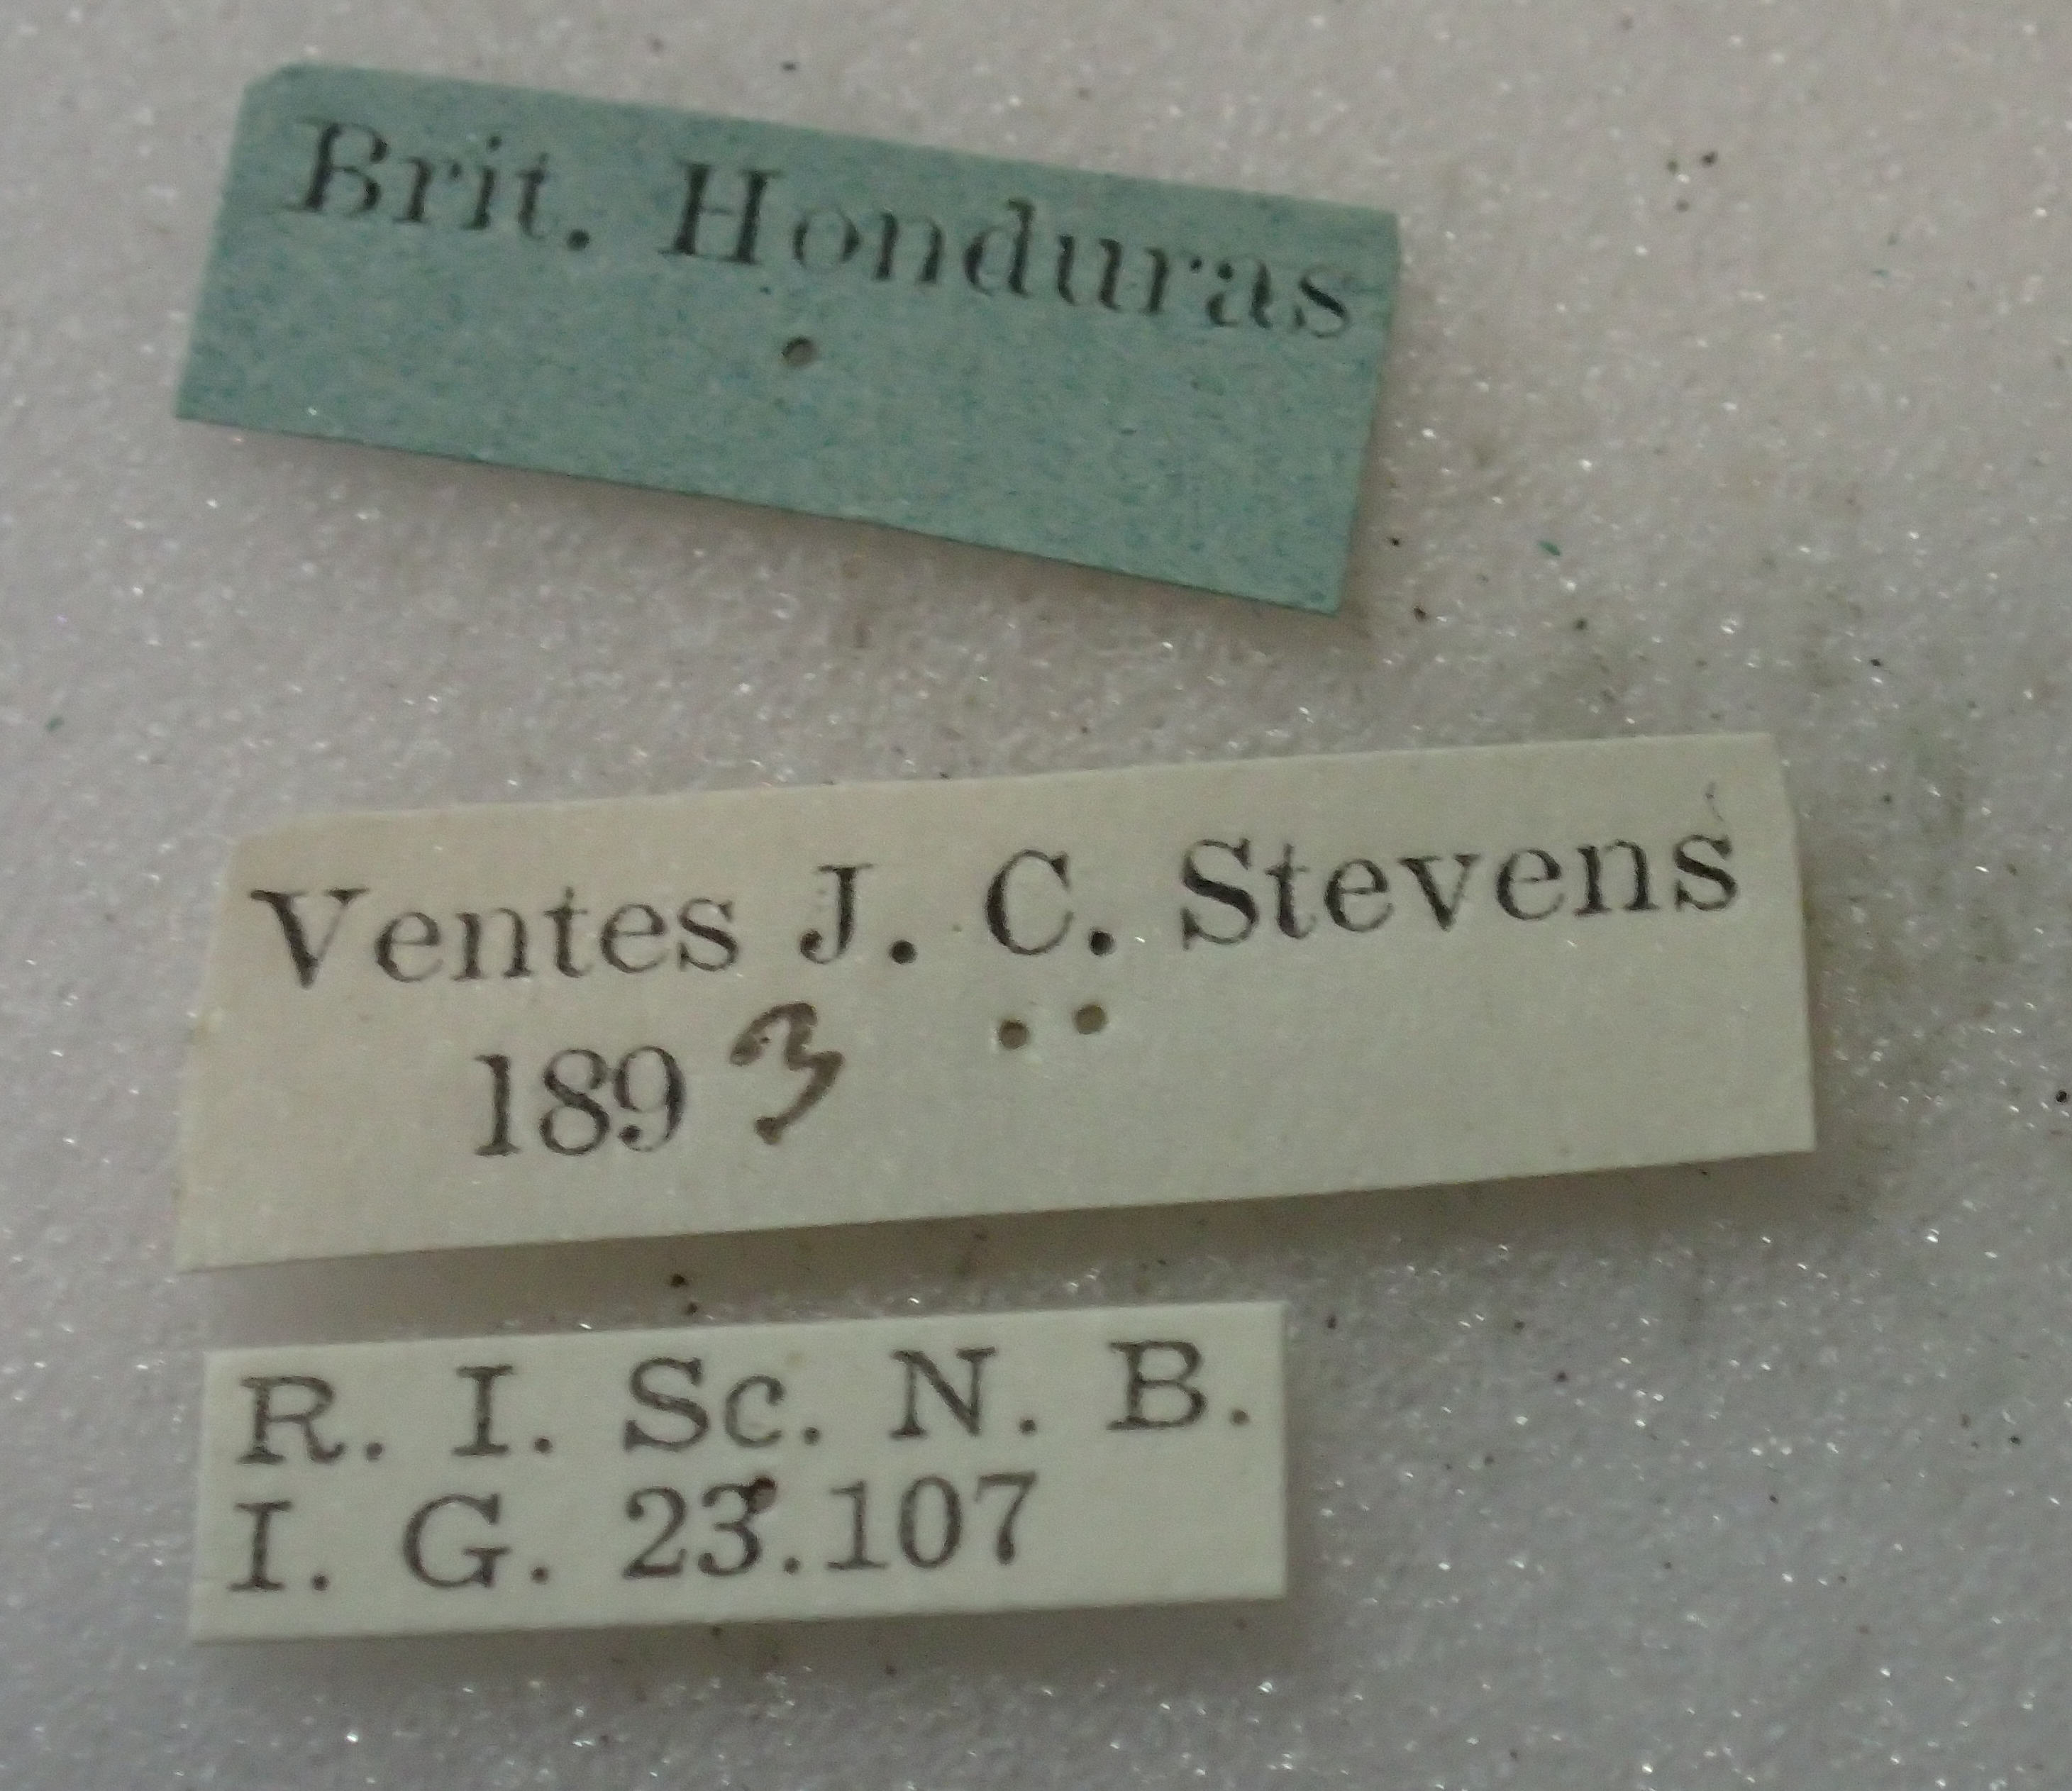 Brit. Honduras
Ventes J. C. Stevens
1893
R. I. Sc. N. B.
I. G. 23.107